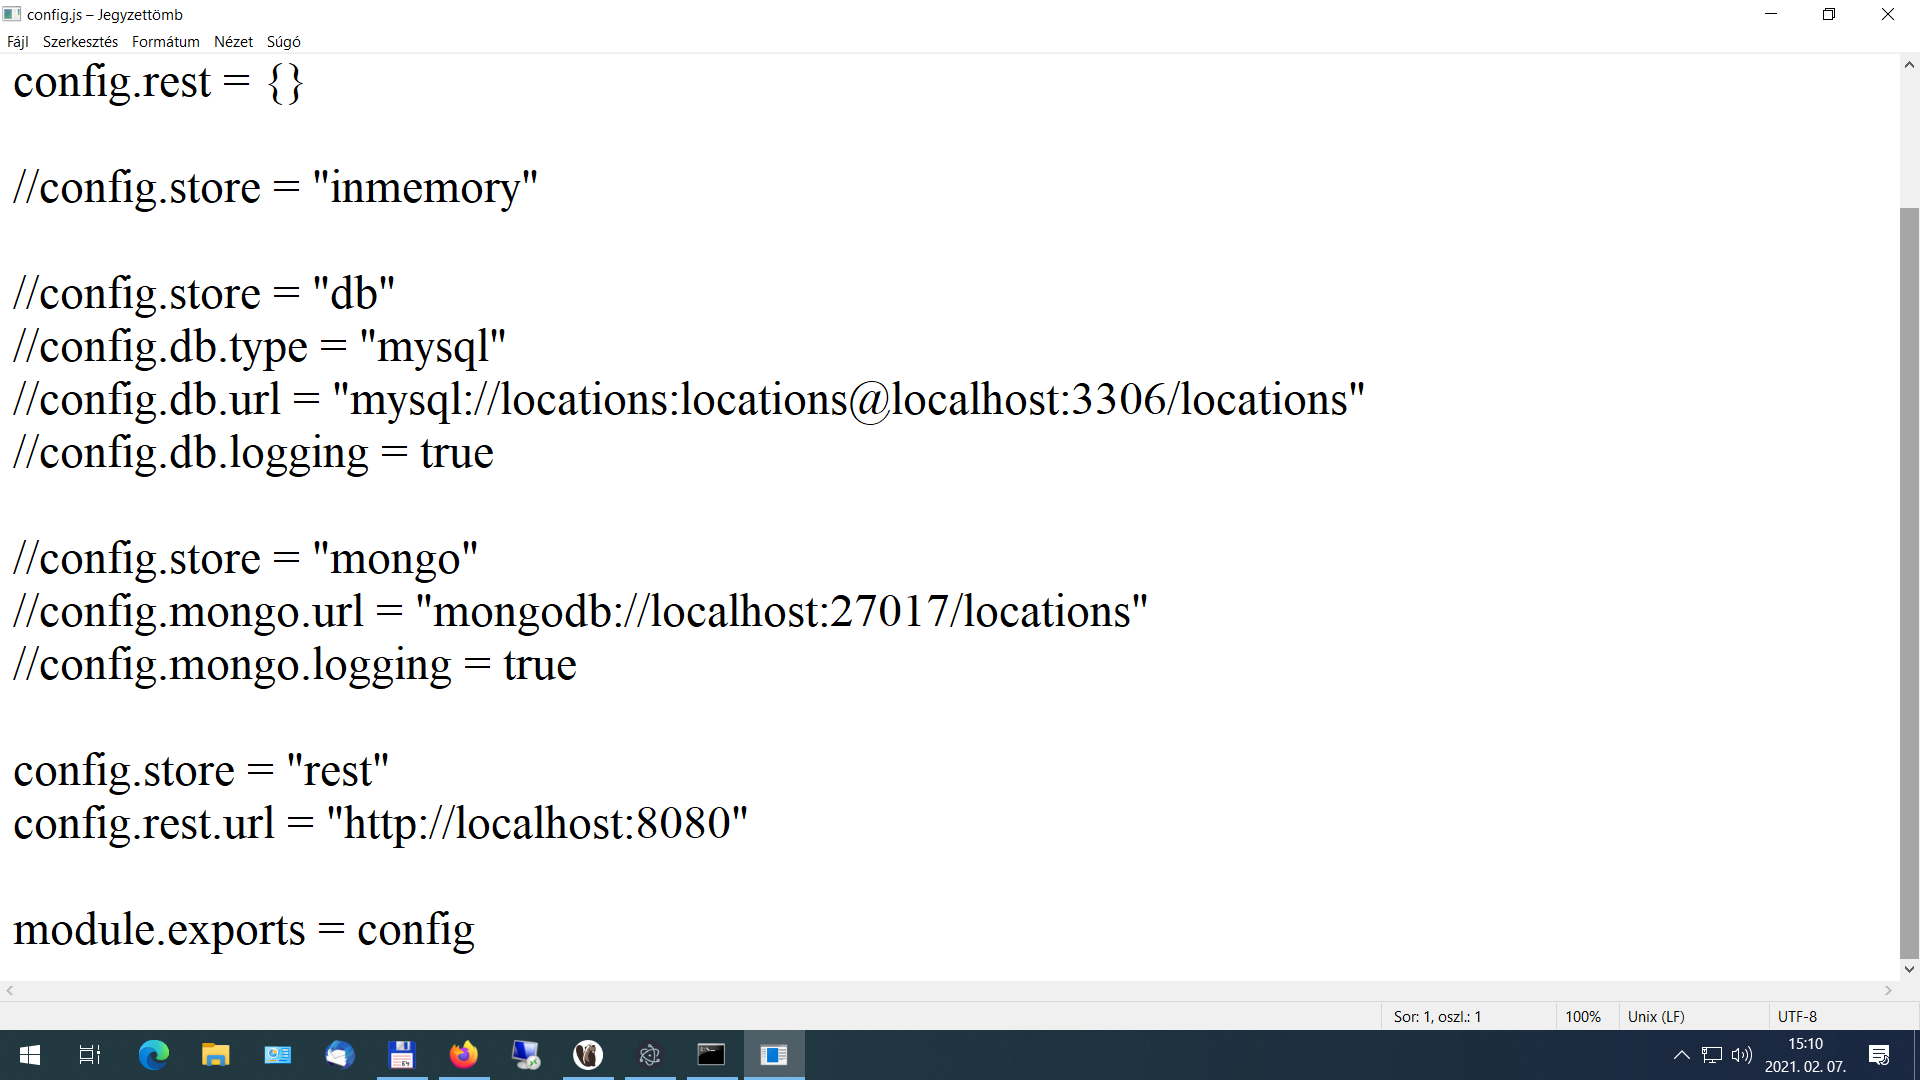 config.js – Jegyzettömb
Fájl Szerkesztés Formátum Nézet Súgó
config.rest = {}
//config.store = "inmemory"
//config.store = "db"
//config.db.type = "mysql"
//config.db.url = "mysql://locations:locations@localhost:3306/locations"
//config.db.logging = true
//config.store = "mongo"
//config.mongo.url = "mongodb://localhost:27017/locations"
//config.mongo.logging = true
config.store = "rest"
config.rest.url = "http://localhost:8080"
module.exports = config
Sor: 1, oszl.: 1 100% Unix (LF) UTF-8
64
15:10
2021. 02. 07.